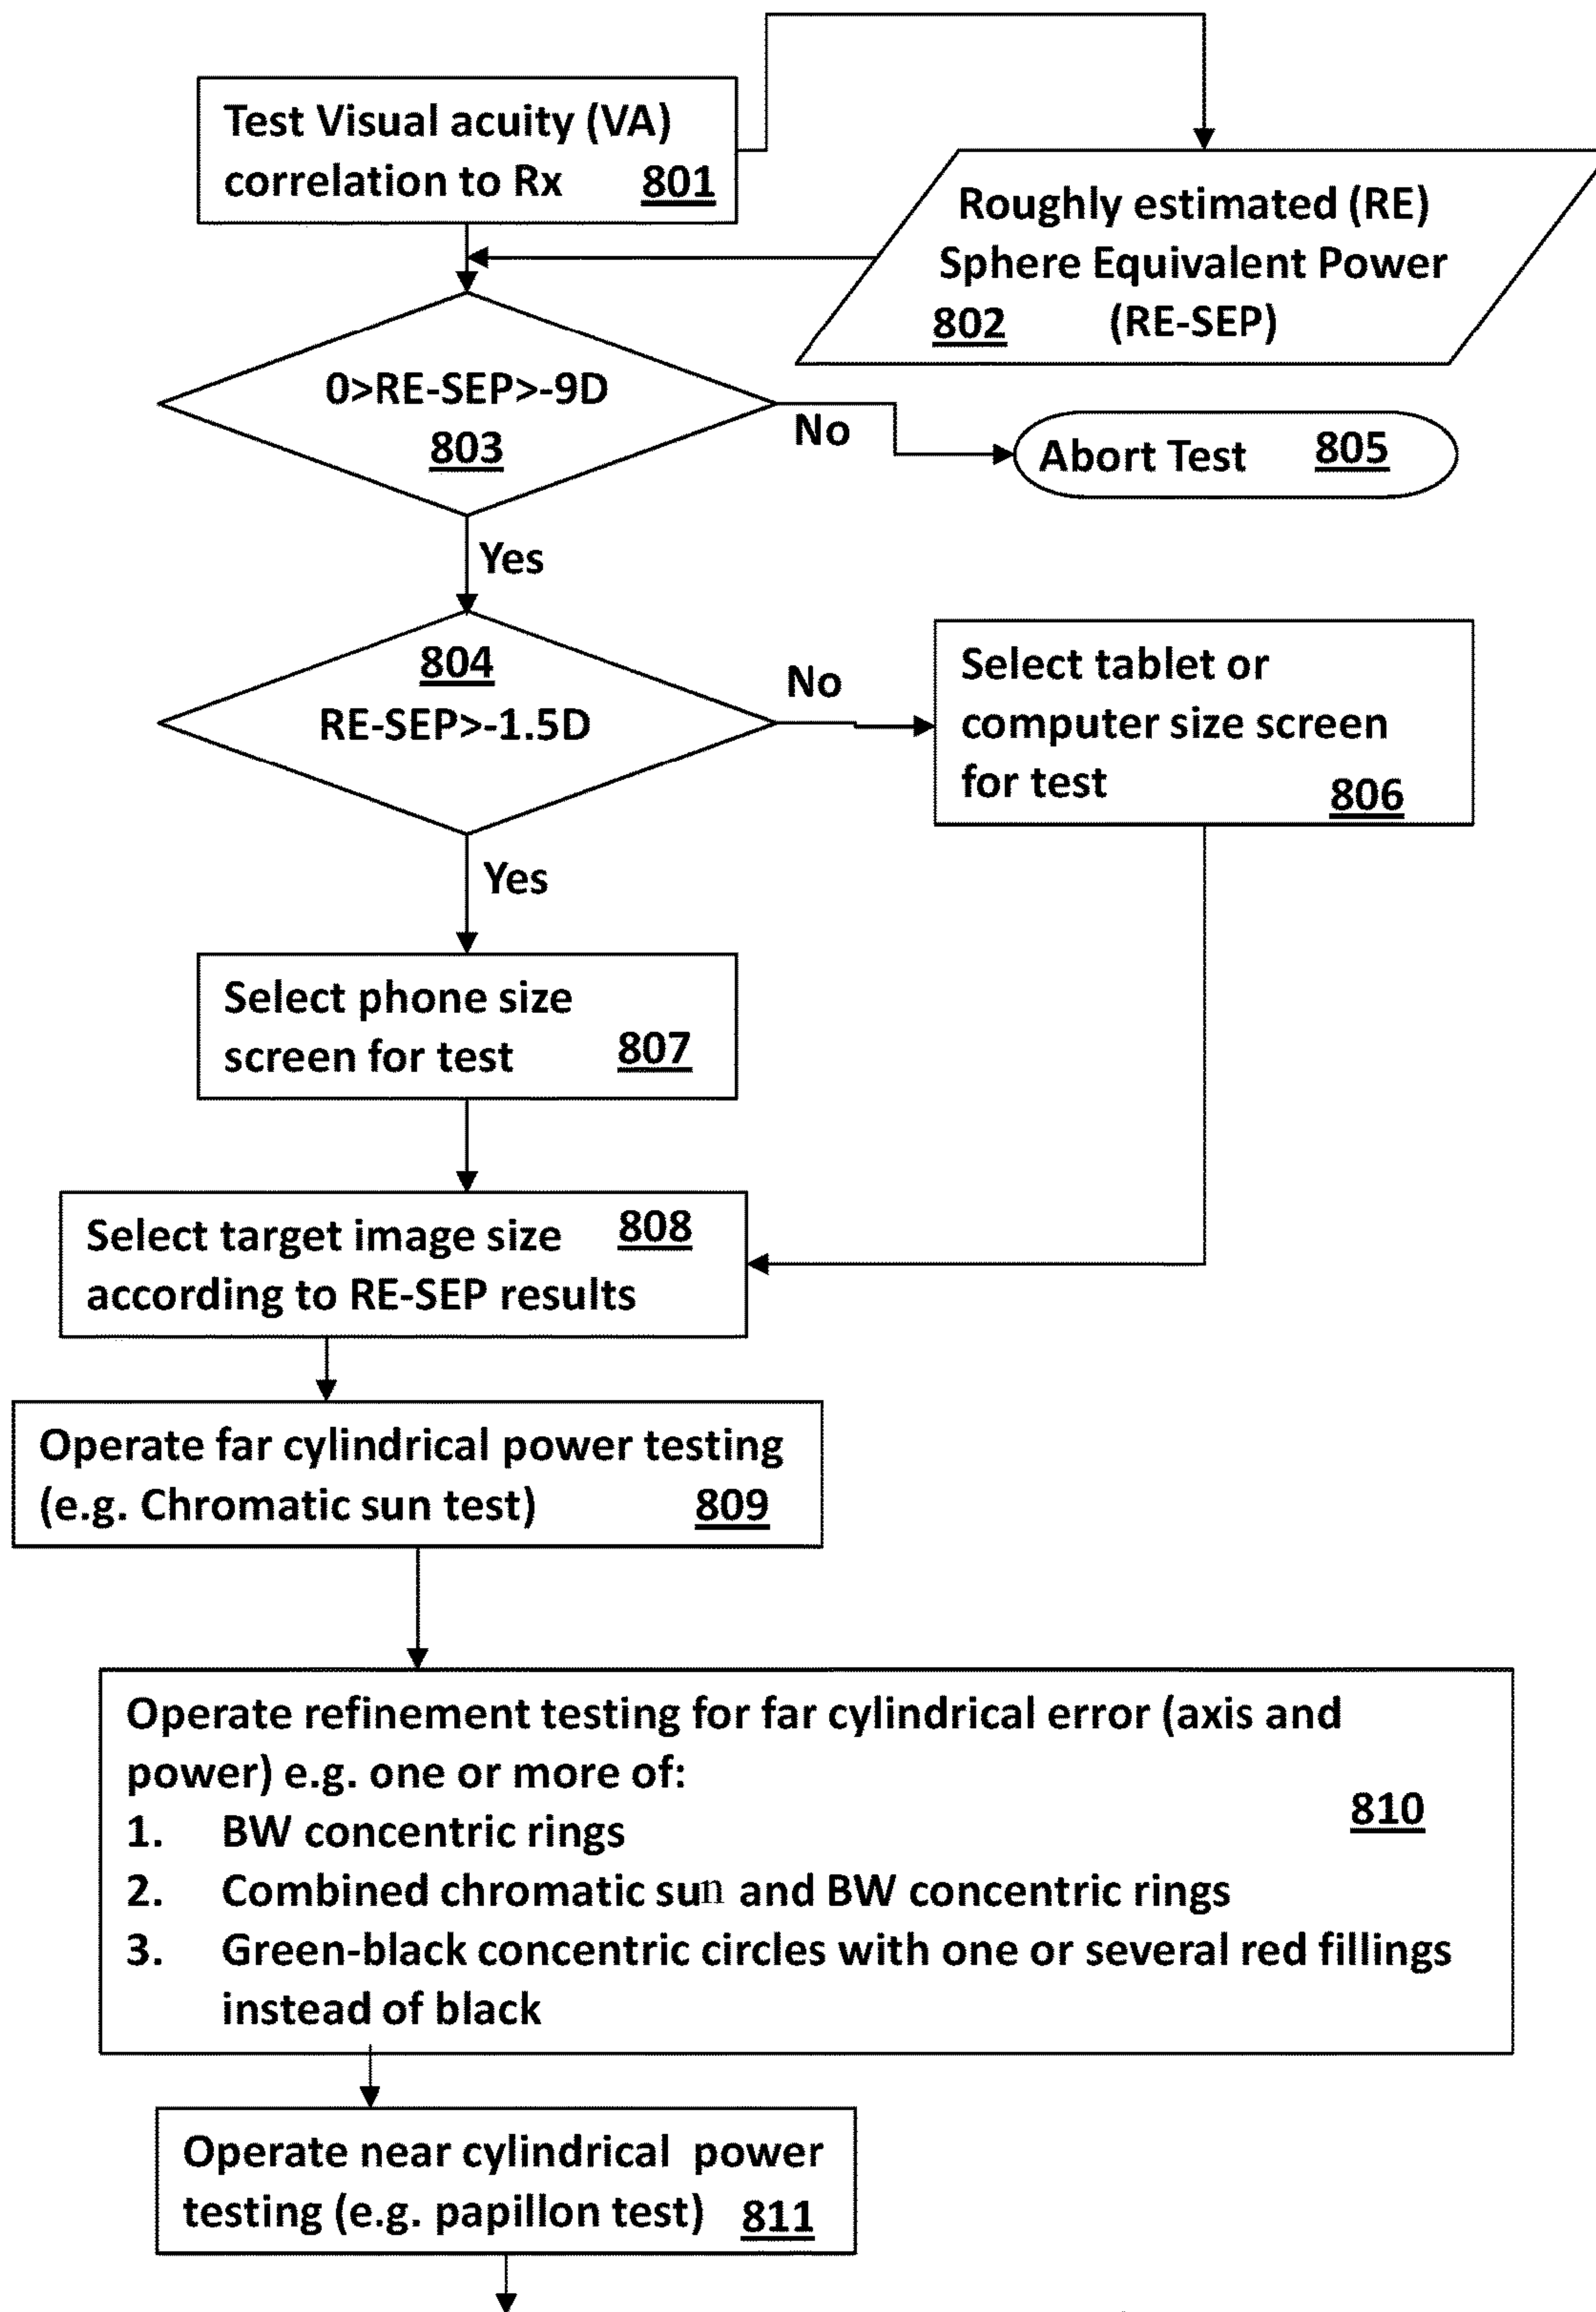 Test Visual acuity (VA)
correlation to Rx 801
Roughly estimated (RE)
Sphere Equivalent Power
802 (RE-SEP)
0>RE-SEP>-9D
803
No
Abort Test 805
Yes
804
RE-SEP>-1.5D
No
Select tablet or
computer size screen
for test 806
Yes
Select phone size
screen for test 807
Select target image size 808
according to RE-SEP results
Operate far cylindrical power testing
(e.g. Chromatic sun test) 809
Operate refinement testing for far cylindrical error (axis and
power) e.g. one or more of:
810
1. BW concentric rings
2. Combined chromatic sun and BW concentric rings
3. Green-black concentric circles with one or several red fillings
instead of black
Operate near cylindrical power
testing (e.g. papillon test) 811